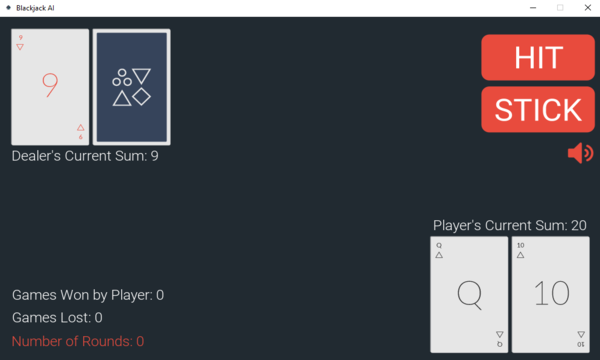 Blackjack AI
9
9
9
Dealer's Current Sum: 9
HIT
STICK
Player's Current Sum: 20
Q
10
Q
10
Q
10
Games Won by Player: 0
Games Lost: 0
Number of Rounds: 0